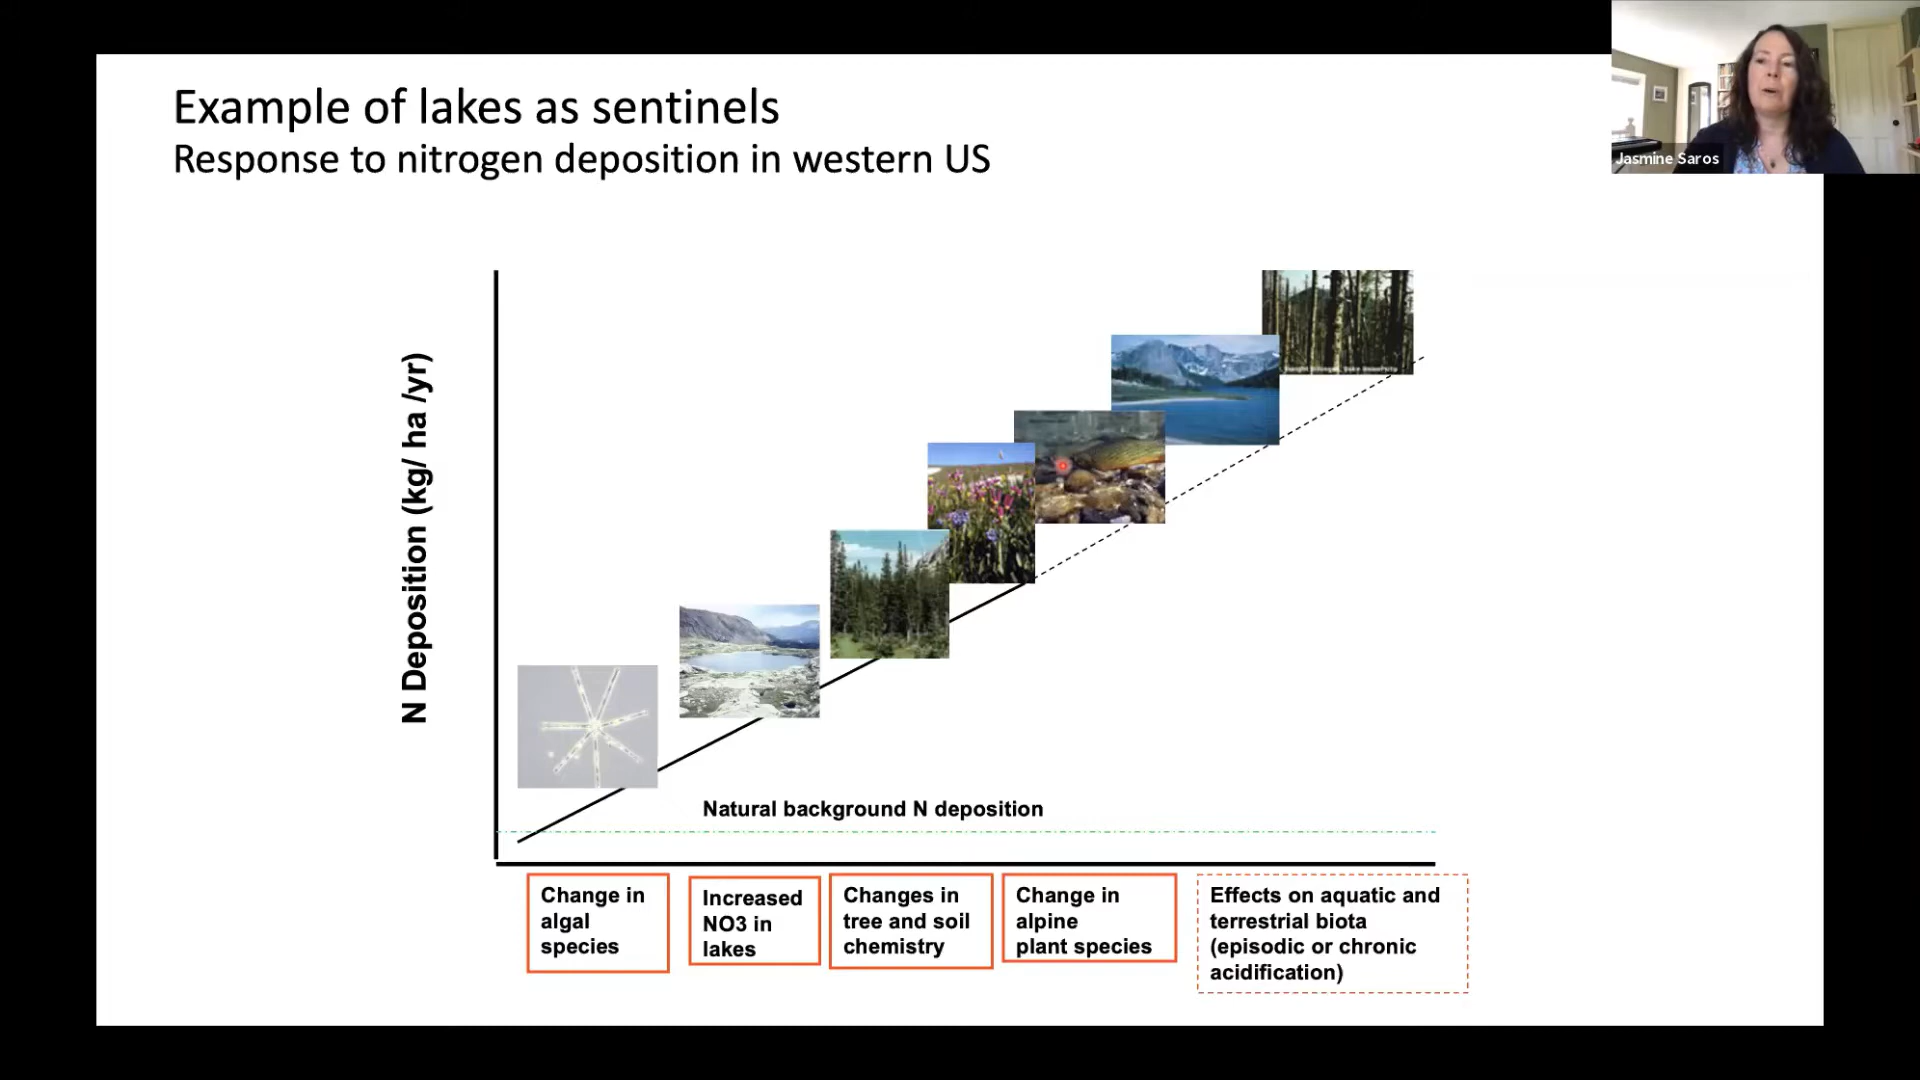 Example of lakes as sentinels
Response to nitrogen deposition in western US
Jasmine Saros
N Deposition (kg/ ha /yr)
Natural background N deposition
Change in
algal
species
Increased
NO3 in
lakes
Changes in
tree and soil
chemistry
Change in
alpine
plant species
Effects on aquatic and
terrestrial biota
(episodic or chronic
acidification)